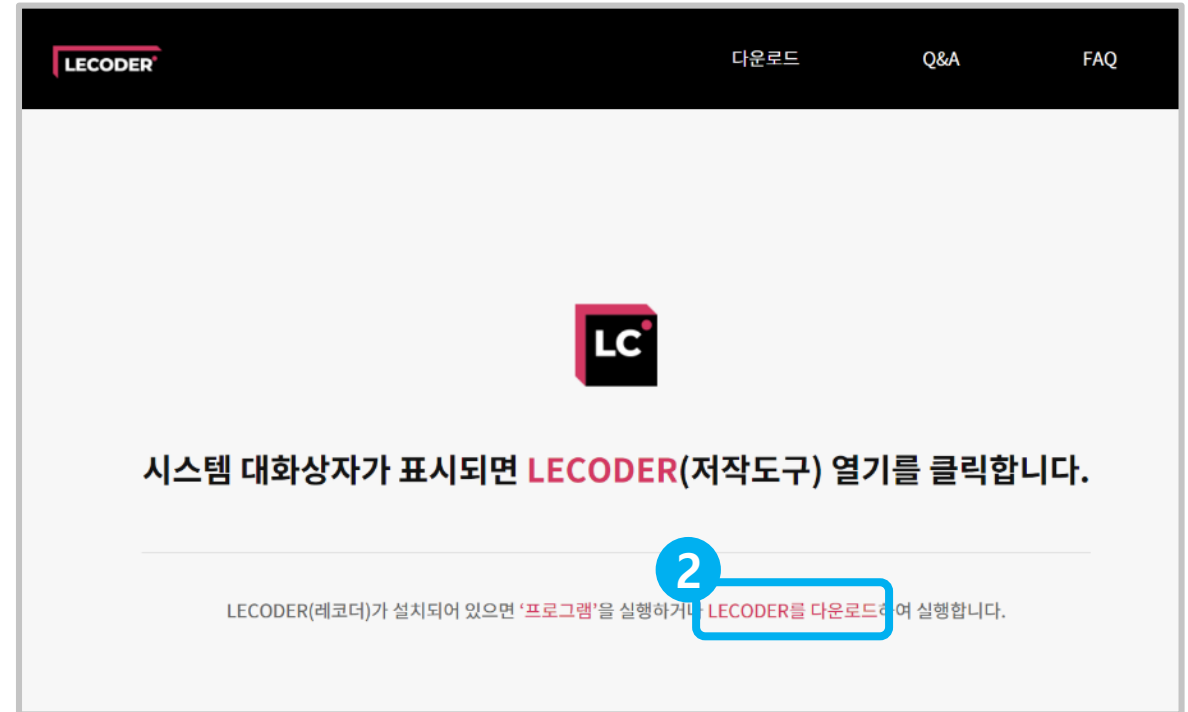 LECODER
다운로드 Q&A FAQ
LC
시스템 대화상자가 표시되면 LECODER(저작도구) 열기를 클릭합니다.
2
LECODER(레코더)가 설치되어 있으면 ‘프로그램’을 실행하거나 LECODER를 다운로드하여 실행합니다.